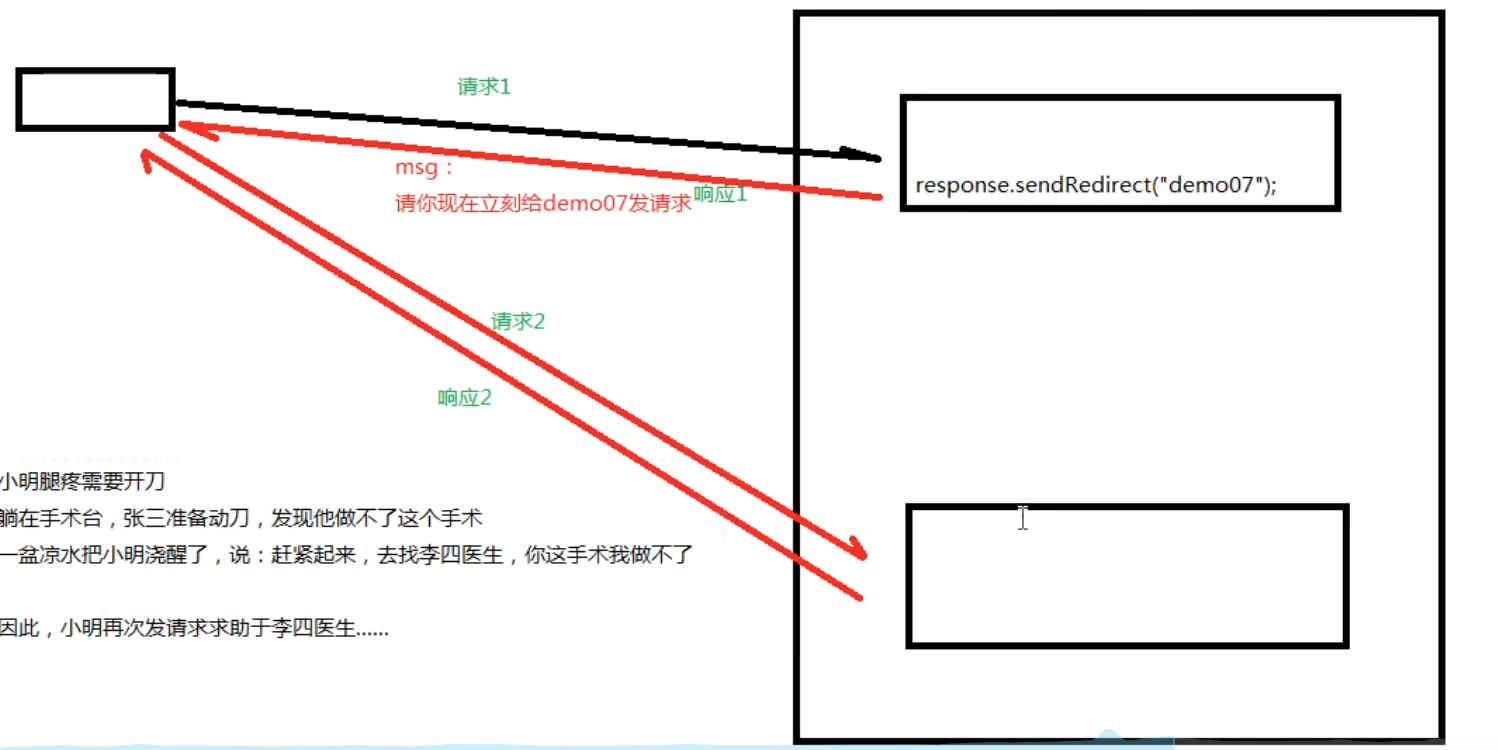 请求1
msg：
请你现在立刻给demo07发请求
响应1
response.sendRedirect("demo07");
请求2
响应2
小明腿疼需要开刀
躺在手术台，张三准备动刀，发现他做不了这个手术
一盆凉水把小明浇醒了，说：赶紧起来，去找李四医生，你这手术我做不了
因此，小明再次发请求求助于李四医生......